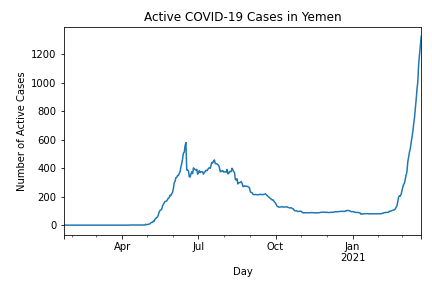 Active COVID-19 Cases in Yemen
Number of Active Cases
1200
1000
800
600
400
200
0
Apr Jul Oct Jan
2021
Day